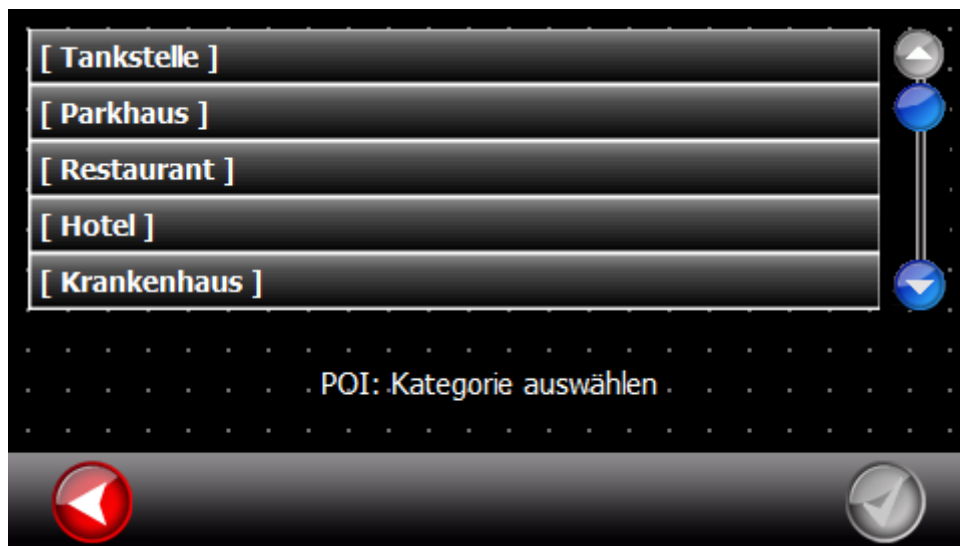 [ Tankstelle ]
[ Parkhaus ]
[ Restaurant ]
[ Hotel ]
[ Krankenhaus ]
POI: Kategorie auswählen